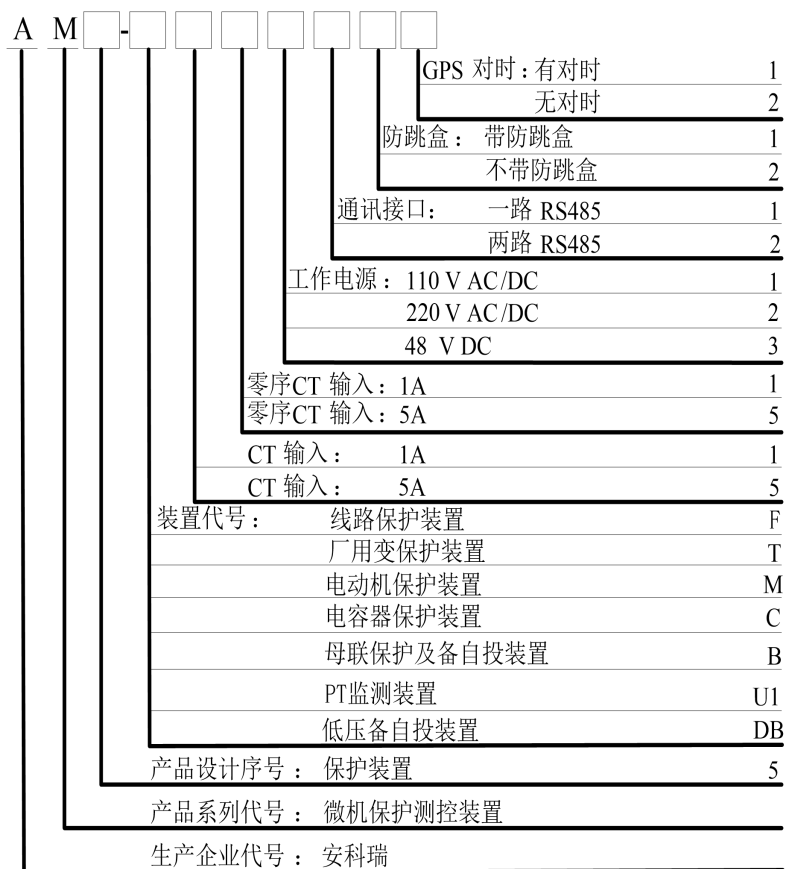 A M -
GPS 对时：有对时 1
无对时 2
防跳盒： 带防跳盒 1
不带防跳盒 2
通讯接口： 一路 RS485 1
两路 RS485 2
工作电源：110 V AC/DC 1
220 V AC/DC 2
48 V DC 3
零序CT 输入：1A 1
零序CT 输入：5A 5
CT 输入： 1A 1
CT 输入： 5A 5
装置代号： 线路保护装置 F
厂用变保护装置 T
电动机保护装置 M
电容器保护装置 C
母联保护及备自投装置 B
PT监测装置 U1
低压备自投装置 DB
产品设计序号： 保护装置 5
产品系列代号： 微机保护测控装置
生产企业代号： 安科瑞